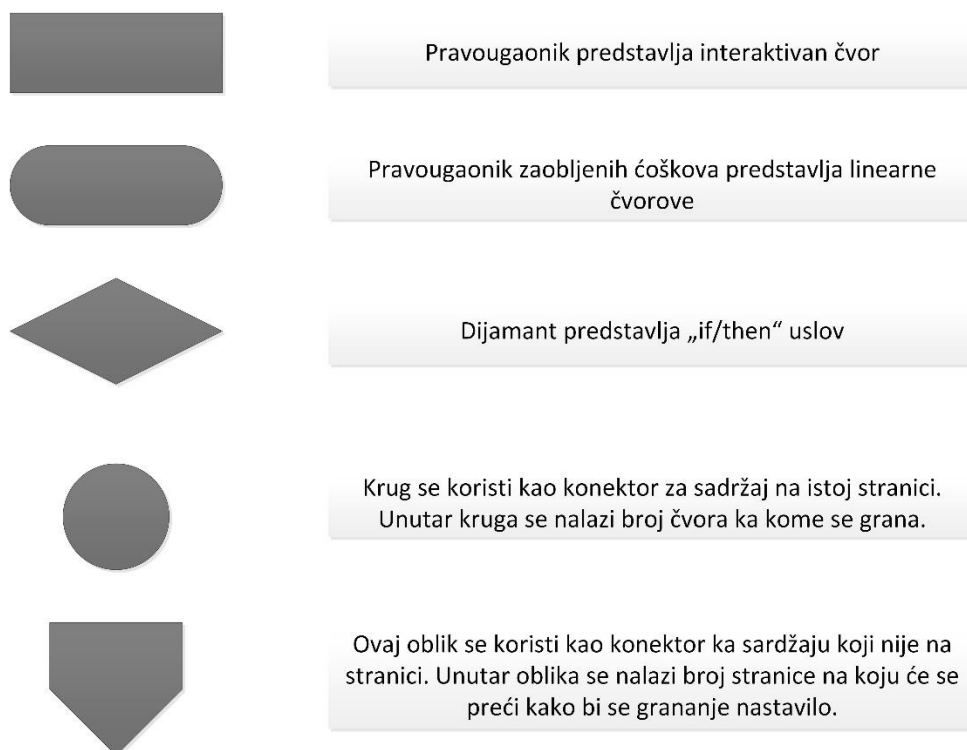 Pravougaonik predstavlja interaktivan čvor
Pravougaonik zaobljenih ćoškova predstavlja linearne
čvorove
Dijamant predstavlja „if/then“ uslov
Krug se koristi kao konektor za sadržaj na istoj stranici.
Unutar kruga se nalazi broj čvora ka kome se grana.
Ovaj oblik se koristi kao konektor ka sardžaju koji nije na
stranici. Unutar oblika se nalazi broj stranice na koju će se
preći kako bi se grananje nastavilo.